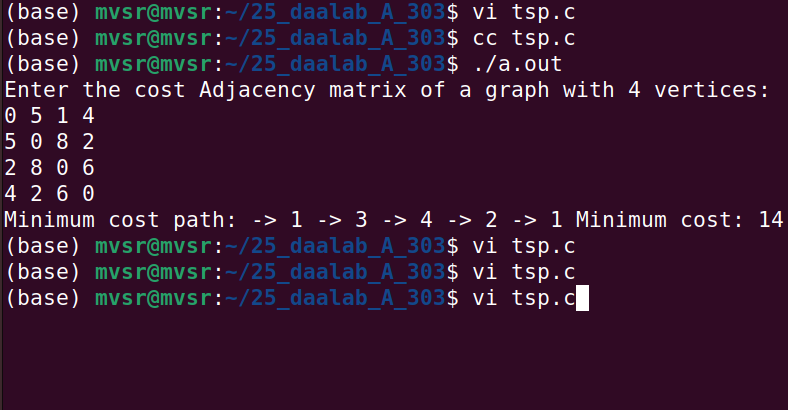 (base) mvsr@mvsr:~/25_daalab_A_303$ vi tsp.c
(base) mvsr@mvsr:~/25_daalab_A_303$ cc tsp.c
(base) mvsr@mvsr:~/25_daalab_A_303$ ./a.out
Enter the cost Adjacency matrix of a graph with 4 vertices:
0 5 1 4
5 0 8 2
2 8 0 6
4 2 6 0
Minimum cost path: -> 1 -> 3 -> 4 -> 2 -> 1 Minimum cost: 14
(base) mvsr@mvsr:~/25_daalab_A_303$ vi tsp.c
(base) mvsr@mvsr:~/25_daalab_A_303$ vi tsp.c
(base) mvsr@mvsr:~/25_daalab_A_303$ vi tsp.c